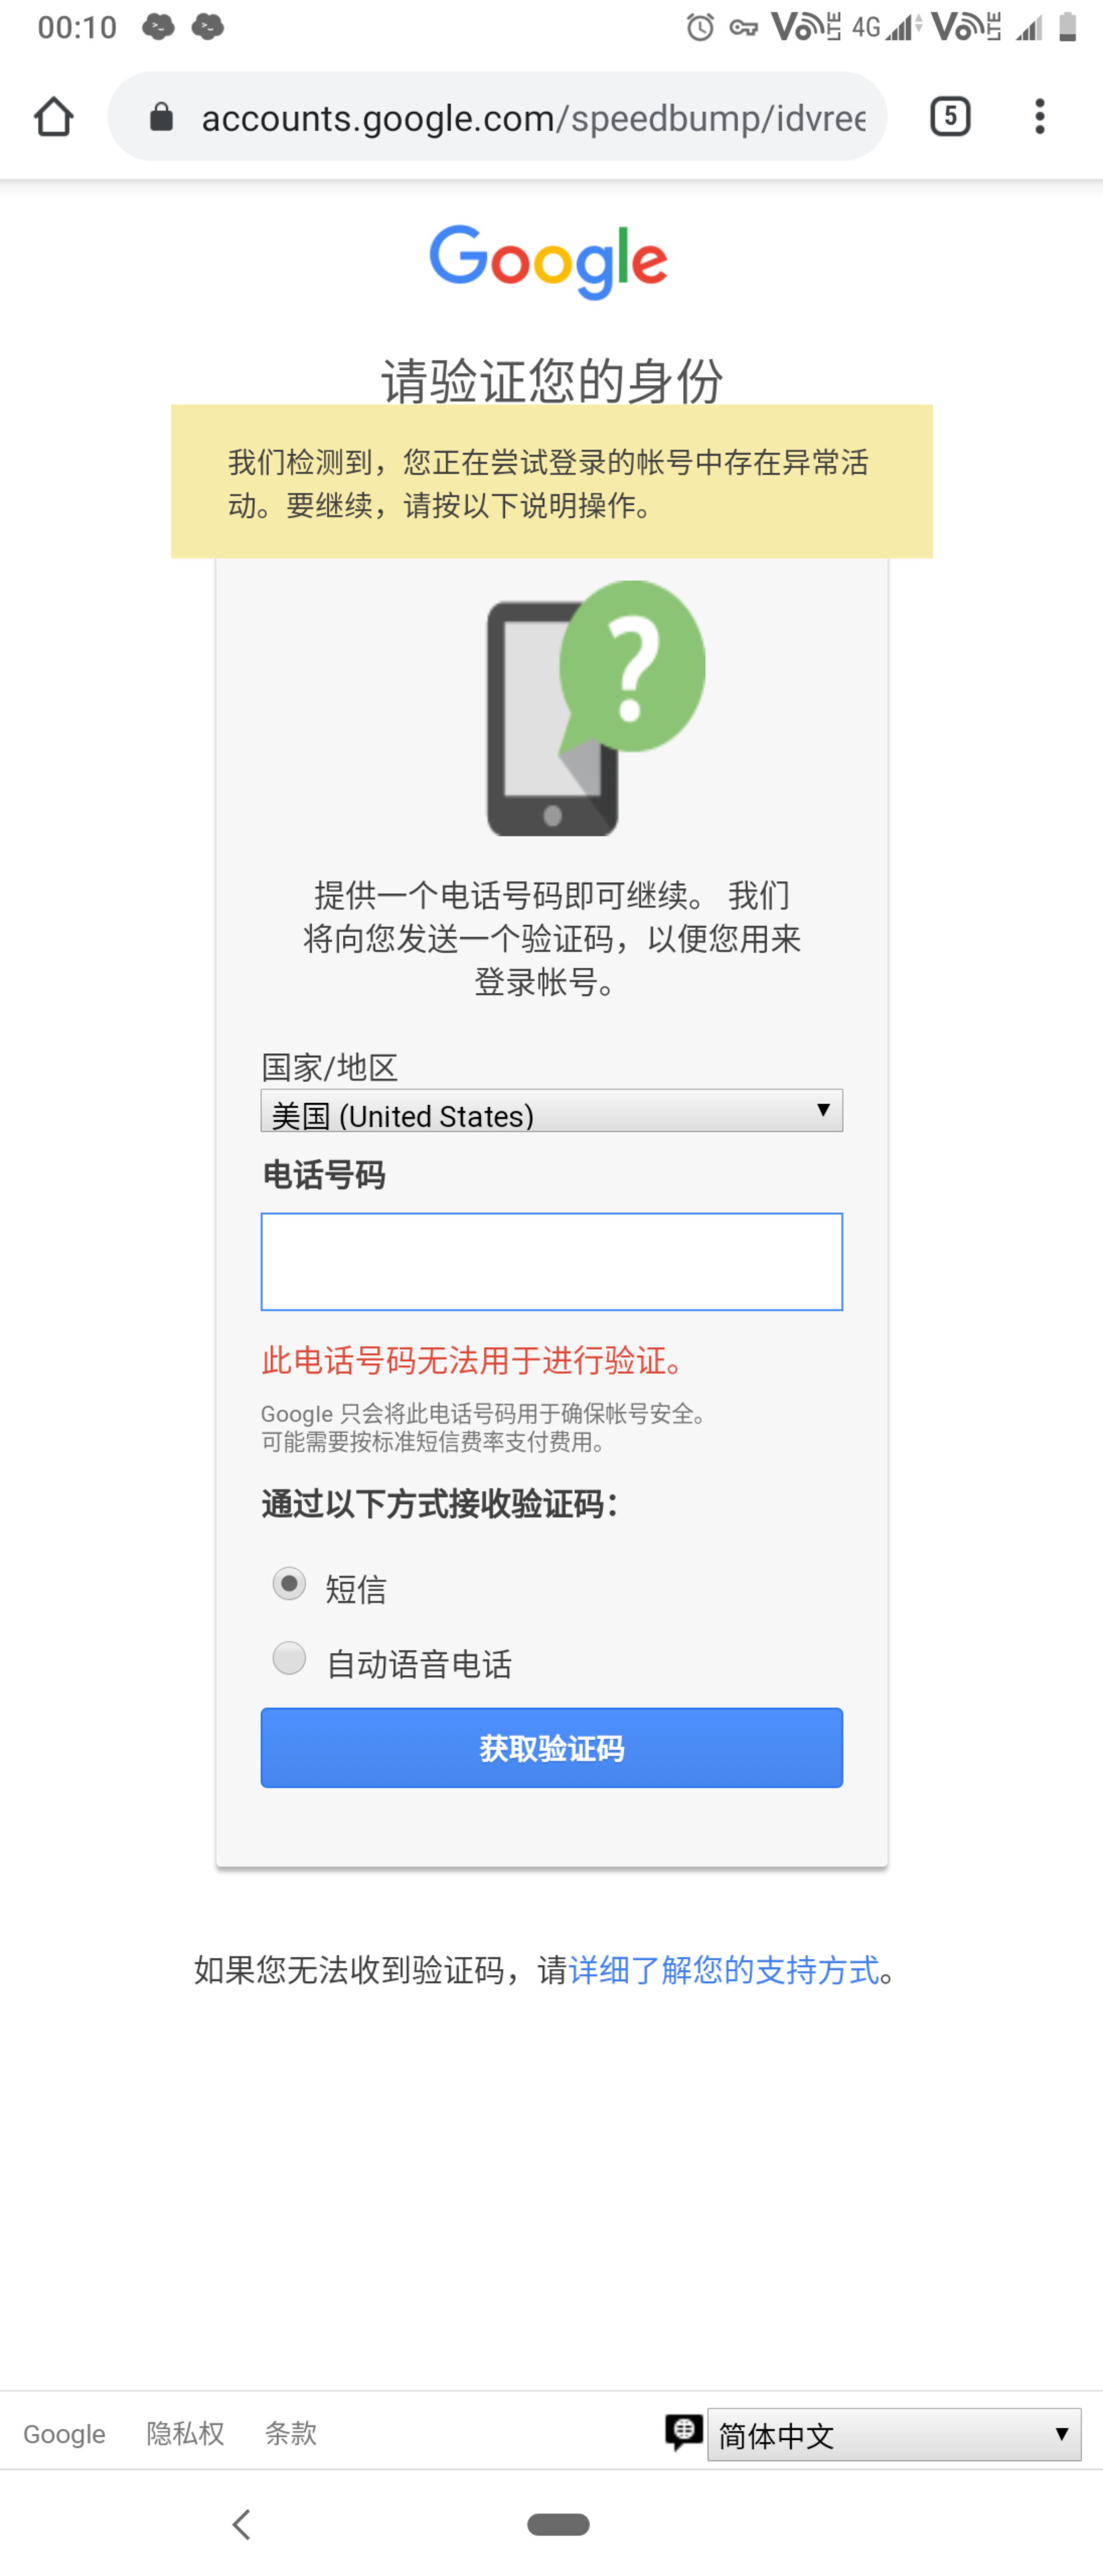 00:10
VoLTE 4G VoLTE
accounts.google.com/speedbump/idvree
5
Google
请验证您的身份
我们检测到，您正在尝试登录的帐号中存在异常活
动。要继续，请按以下说明操作。
?
提供一个电话号码即可继续。 我们
将向您发送一个验证码，以便您用来
登录帐号。
国家/地区
美国 (United States)
电话号码
此电话号码无法用于进行验证。
Google 只会将此电话号码用于确保帐号安全。
可能需要按标准短信费率支付费用。
通过以下方式接收验证码：
短信
自动语音电话
获取验证码
如果您无法收到验证码，请详细了解您的支持方式。
Google 隐私权 条款 简体中文